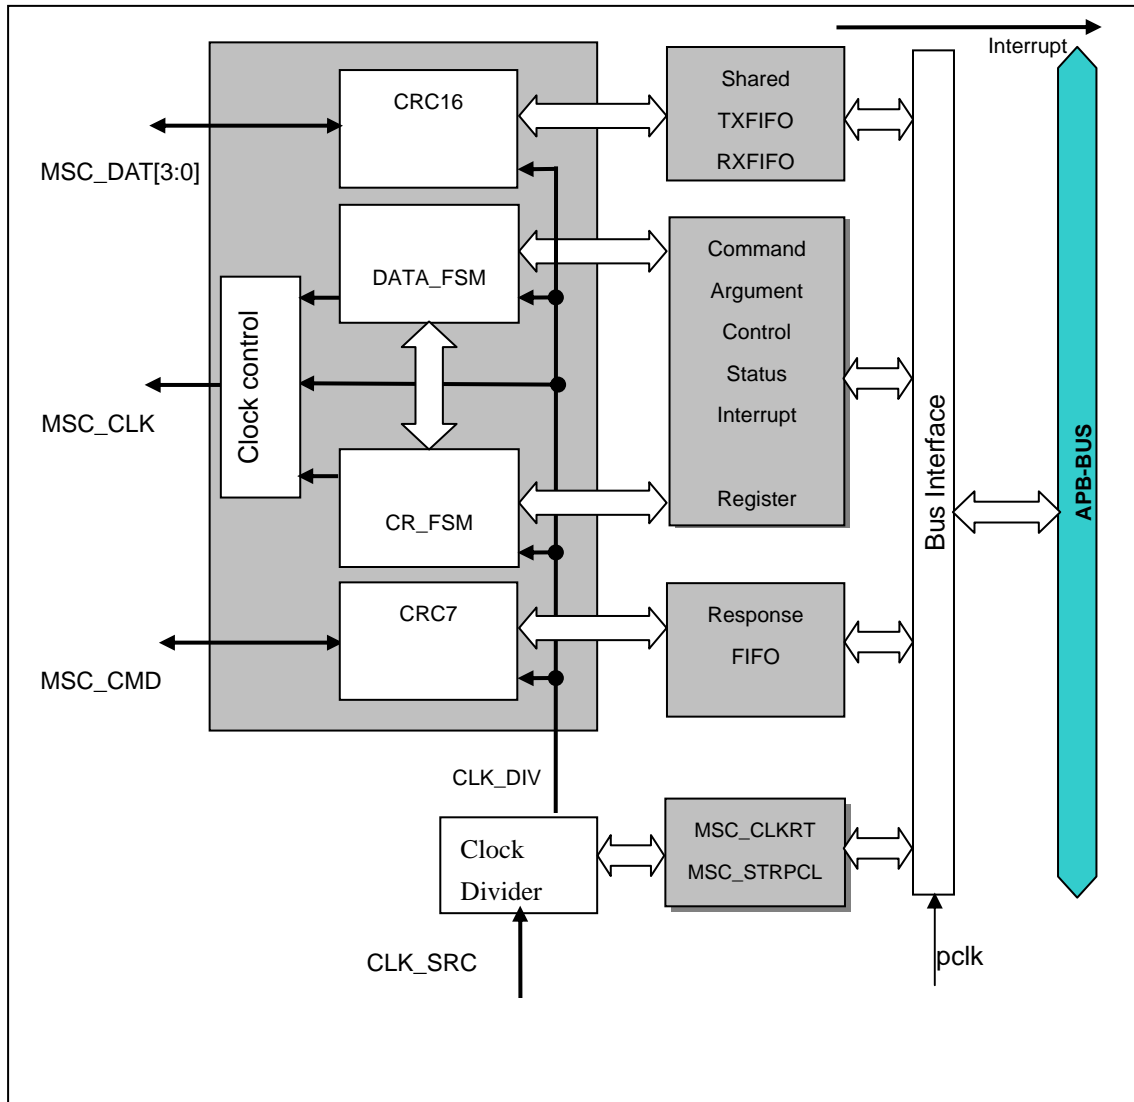 Interrupt
CRC16
Shared
TXFIFO
RXFIFO
MSC_DAT[3:0]
DATA_FSM
Command
Argument
Control
Status
Interrupt
Register
Clock control
MSC_CLK
CR_FSM
Bus Interface
APB-BUS
CRC7
Response
FIFO
MSC_CMD
CLK_DIV
Clock
Divider
MSC_CLKRT
MSC_STRPCL
CLK_SRC
pclk